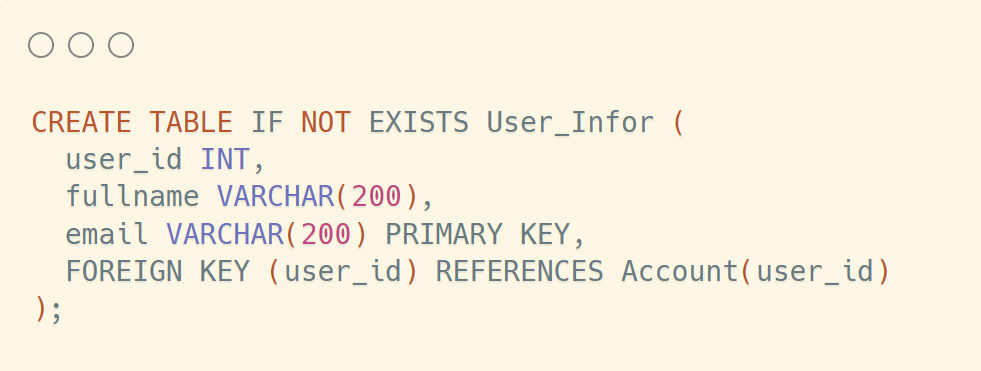 CREATE TABLE IF NOT EXISTS User_Infor (
  user_id INT,
  fullname VARCHAR(200),
  email VARCHAR(200) PRIMARY KEY,
  FOREIGN KEY (user_id) REFERENCES Account(user_id)
);